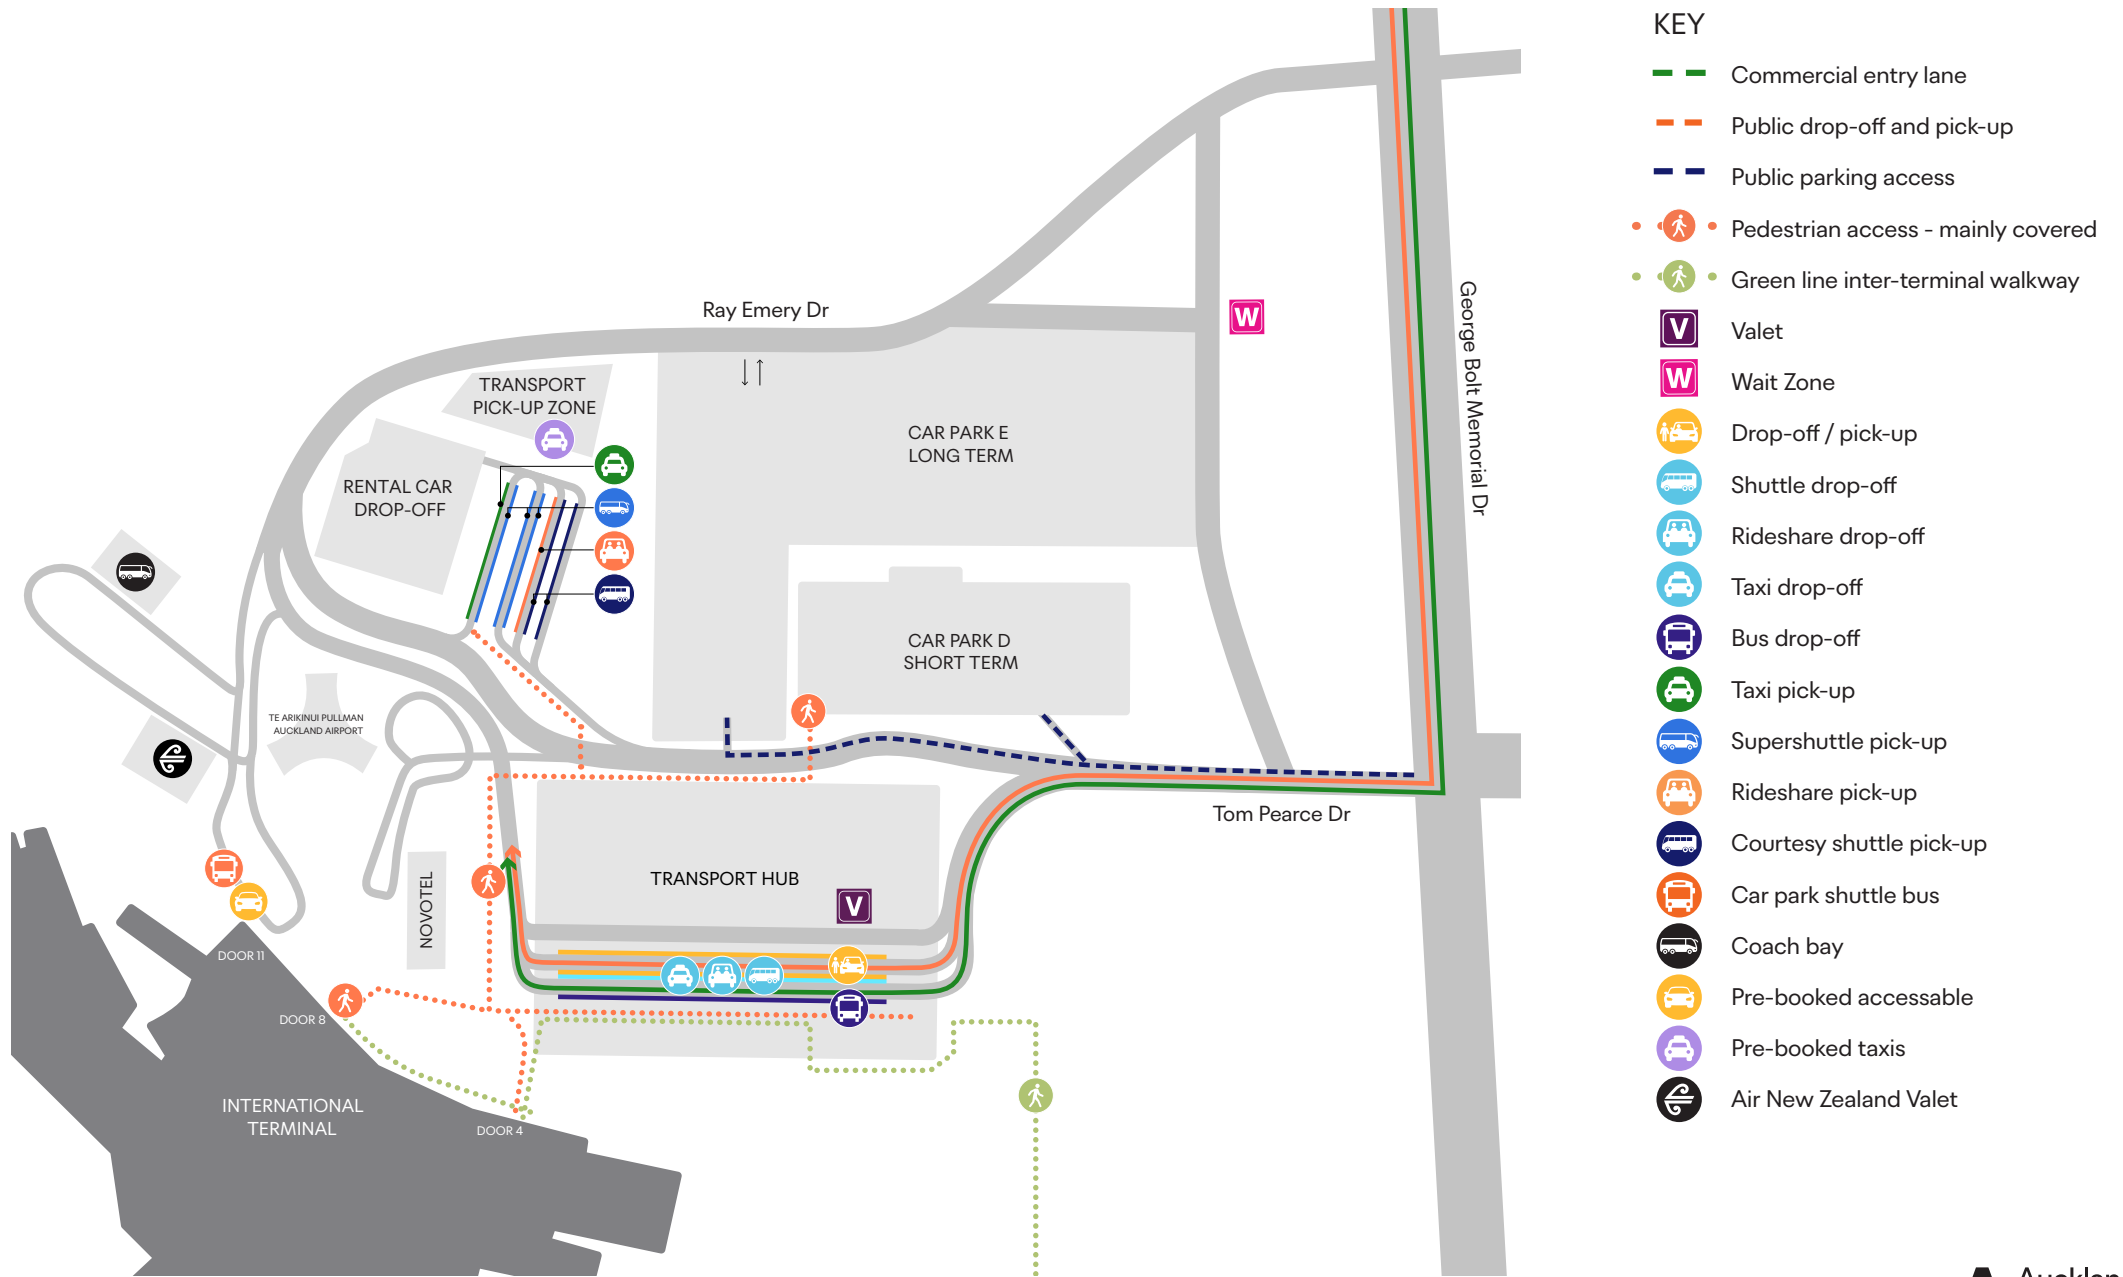 KEY
Commercial entry lane
Public drop-off and pick-up
Public parking access
Pedestrian access - mainly covered
Green line inter-terminal walkway
V
Valet
W
Wait Zone
Drop-off / pick-up
Shuttle drop-off
Rideshare drop-off
Taxi drop-off
Bus drop-off
Taxi pick-up
Supershuttle pick-up
Rideshare pick-up
Courtesy shuttle pick-up
Car park shuttle bus
Coach bay
Pre-booked accessable
Pre-booked taxis
Air New Zealand Valet
George Bolt Memorial Dr
Ray Emery Dr
W
TRANSPORT
PICK-UP ZONE
CAR PARK E
LONG TERM
RENTAL CAR
DROP-OFF
CAR PARK D
SHORT TERM
TE ARIKINUI PULLMAN
AUCKLAND AIRPORT
Tom Pearce Dr
TRANSPORT HUB
V
NOVOTEL
DOOR 11
DOOR 8
INTERNATIONAL
TERMINAL
DOOR 4